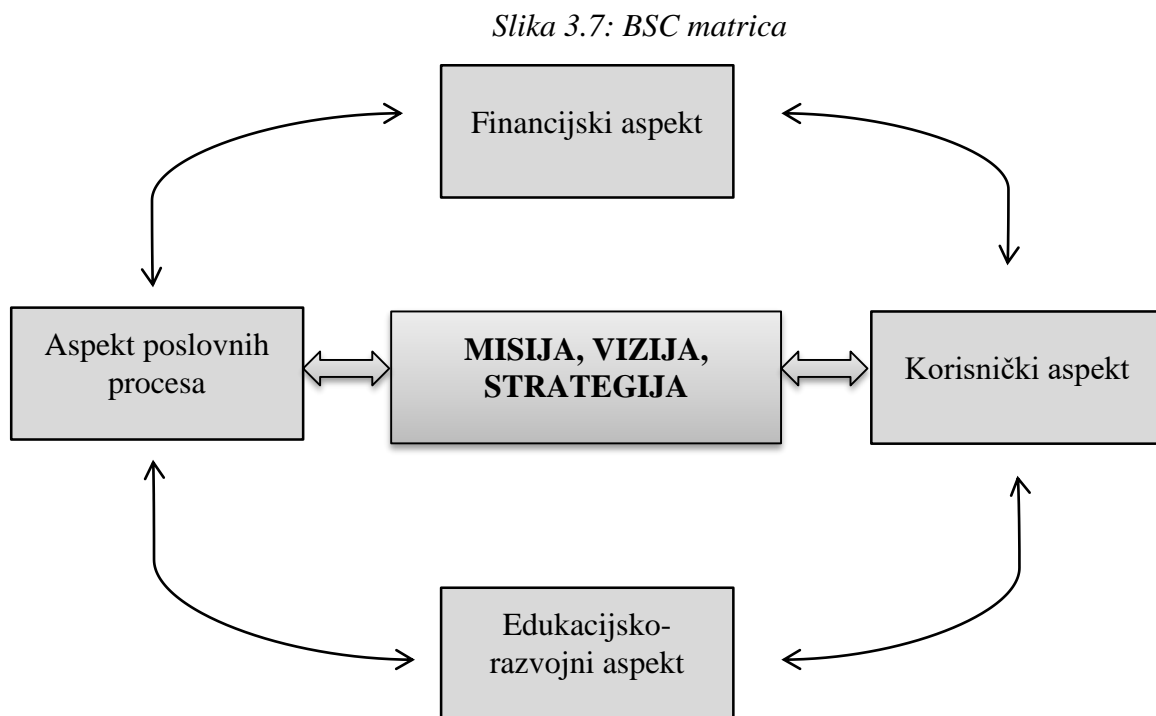 Slika 3.7: BSC matrica
Financijski aspekt
Aspekt poslovnih
procesa
MISIJA, VIZIJA,
STRATEGIJA
Korisnički aspekt
Edukacijsko-
razvojni aspekt